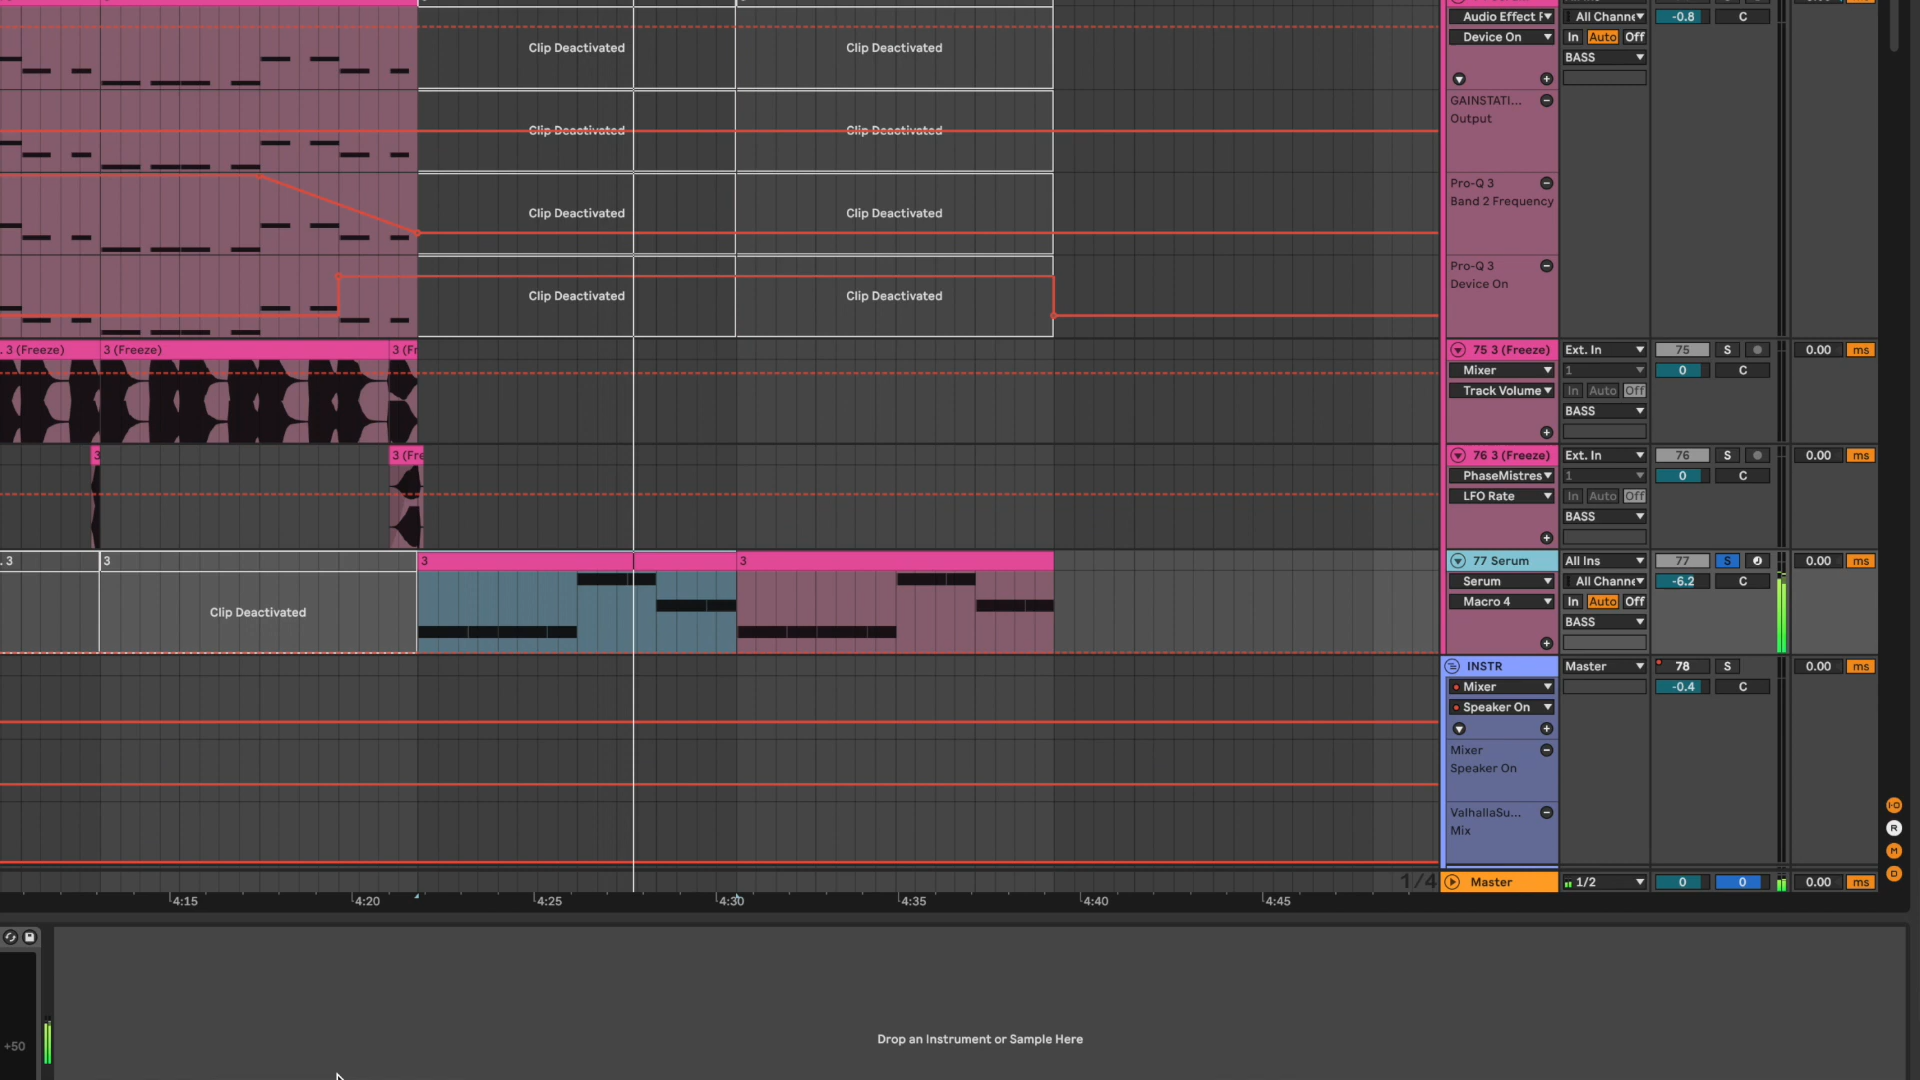 Audio Effect F
All Channe
-0.8
C
Clip Deactivated
Clip Deactivated
Device On
In
Auto
Off
BASS
GAINSTATI...
Output
Clip Deactivated
Clip Deactivated
Pro-Q 3
Band 2 Frequency
Clip Deactivated
Clip Deactivated
Pro-Q 3
Device On
Clip Deactivated
Clip Deactivated
. 3 (Freeze)
3 (Freeze)
3 (Fr
75 3 (Freeze)
Ext. In
75
S
0.00
ms
Mixer
1
0
C
Track Volume
In
Auto
Off
BASS
3
3 (Fre
76 3 (Freeze)
Ext. In
76
S
0.00
ms
PhaseMistres
1
0
C
LFO Rate
In
Auto
Off
BASS
. 3
3
3
3
77 Serum
All Ins
77
S
0.00
ms
Serum
All Channe
-6.2
C
Clip Deactivated
Macro 4
In
Auto
Off
BASS
INSTR
Master
78
S
0.00
ms
Mixer
-0.4
C
Speaker On
Mixer
Speaker On
ValhallaSu...
Mix
I·O
R
M
D
1/4
Master
1/2
0
0
0.00
ms
4:15
4:20
4:25
4:30
4:35
4:40
4:45
Drop an Instrument or Sample Here
+50